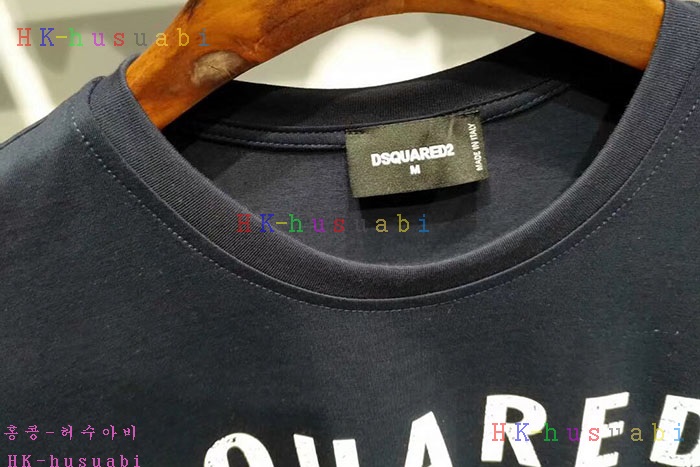 HK-husuabi
DSQUARED2
M
MADE IN ITALY
HK-husuabi
QUARED
HK-husuabi
홍콩-허수아비
HK-husuabi